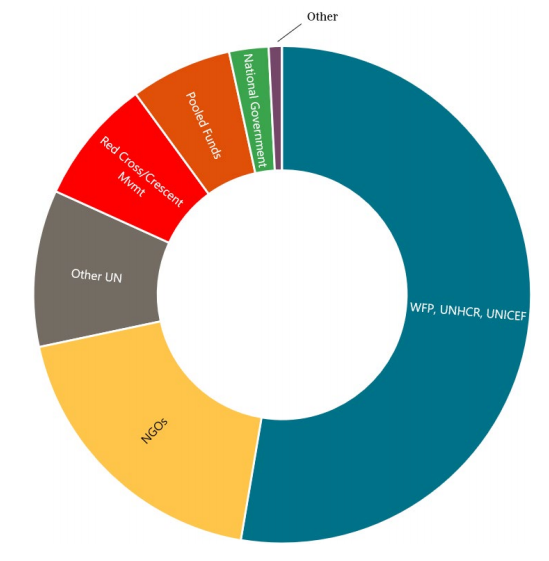 Other
National Government
Pooled Funds
Red Cross/Crescent
Mvmt
Other UN
WFP, UNHCR, UNICEF
NGOs